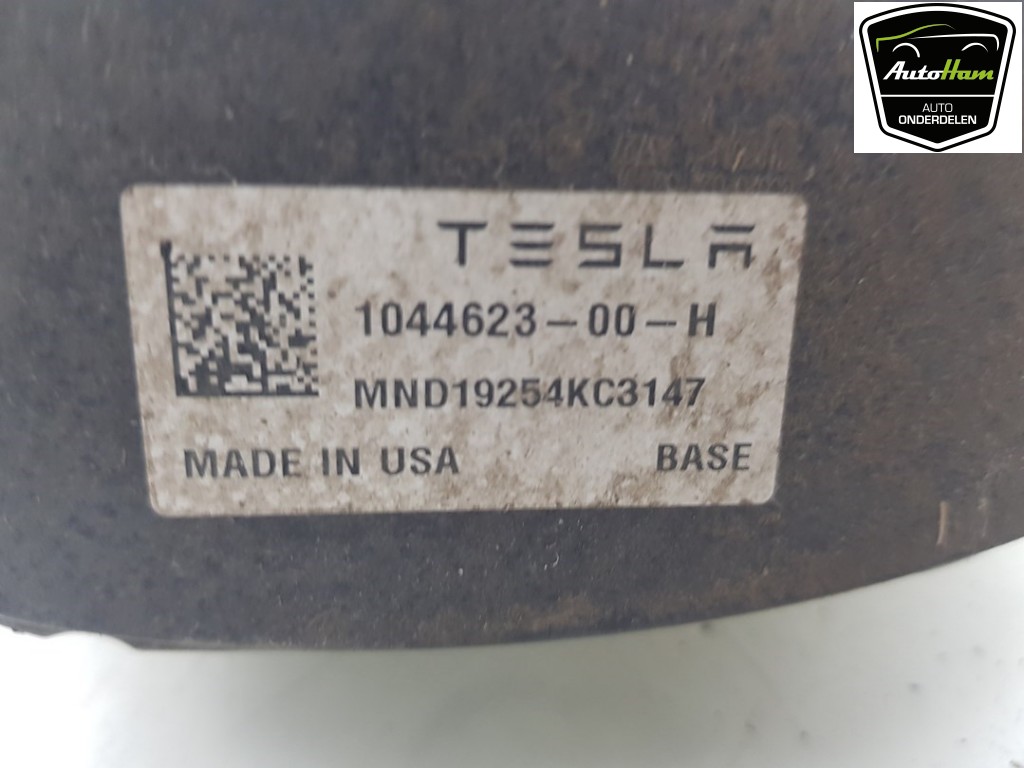 AutoHam
AUTO
ONDERDELEN
TESLA
1044623-00-H
MND19254KC3147
MADE IN USA BASE